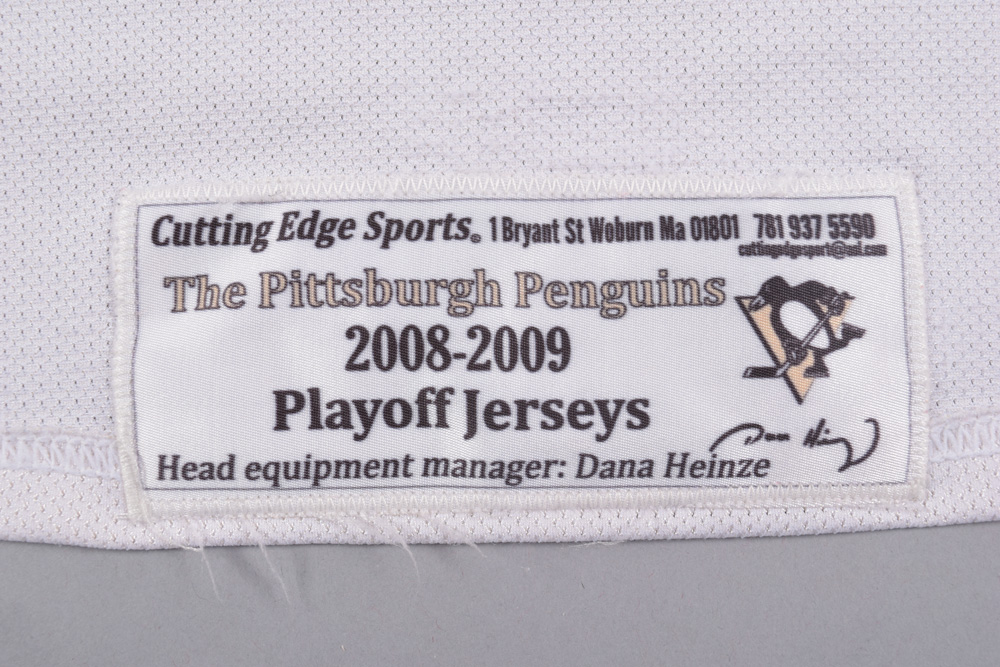 Cutting Edge Sports. 1 Bryant St Woburn Ma 01801 781 937 5590
cuttingedgesport@aol.com
The Pittsburgh Penguins
2008-2009
Playoff Jerseys
Head equipment manager: Dana Heinze